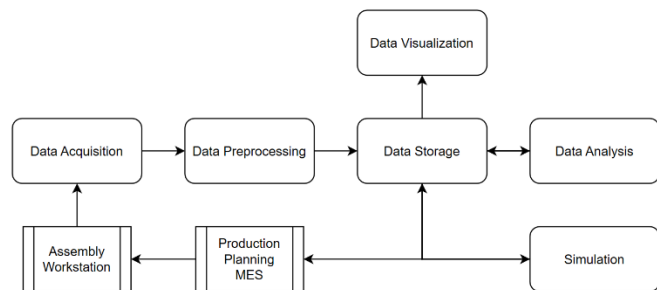 Data Visualization
Data Acquisition
Data Preprocessing
Data Storage
Data Analysis
Assembly
Workstation
Production
Planning
MES
Simulation